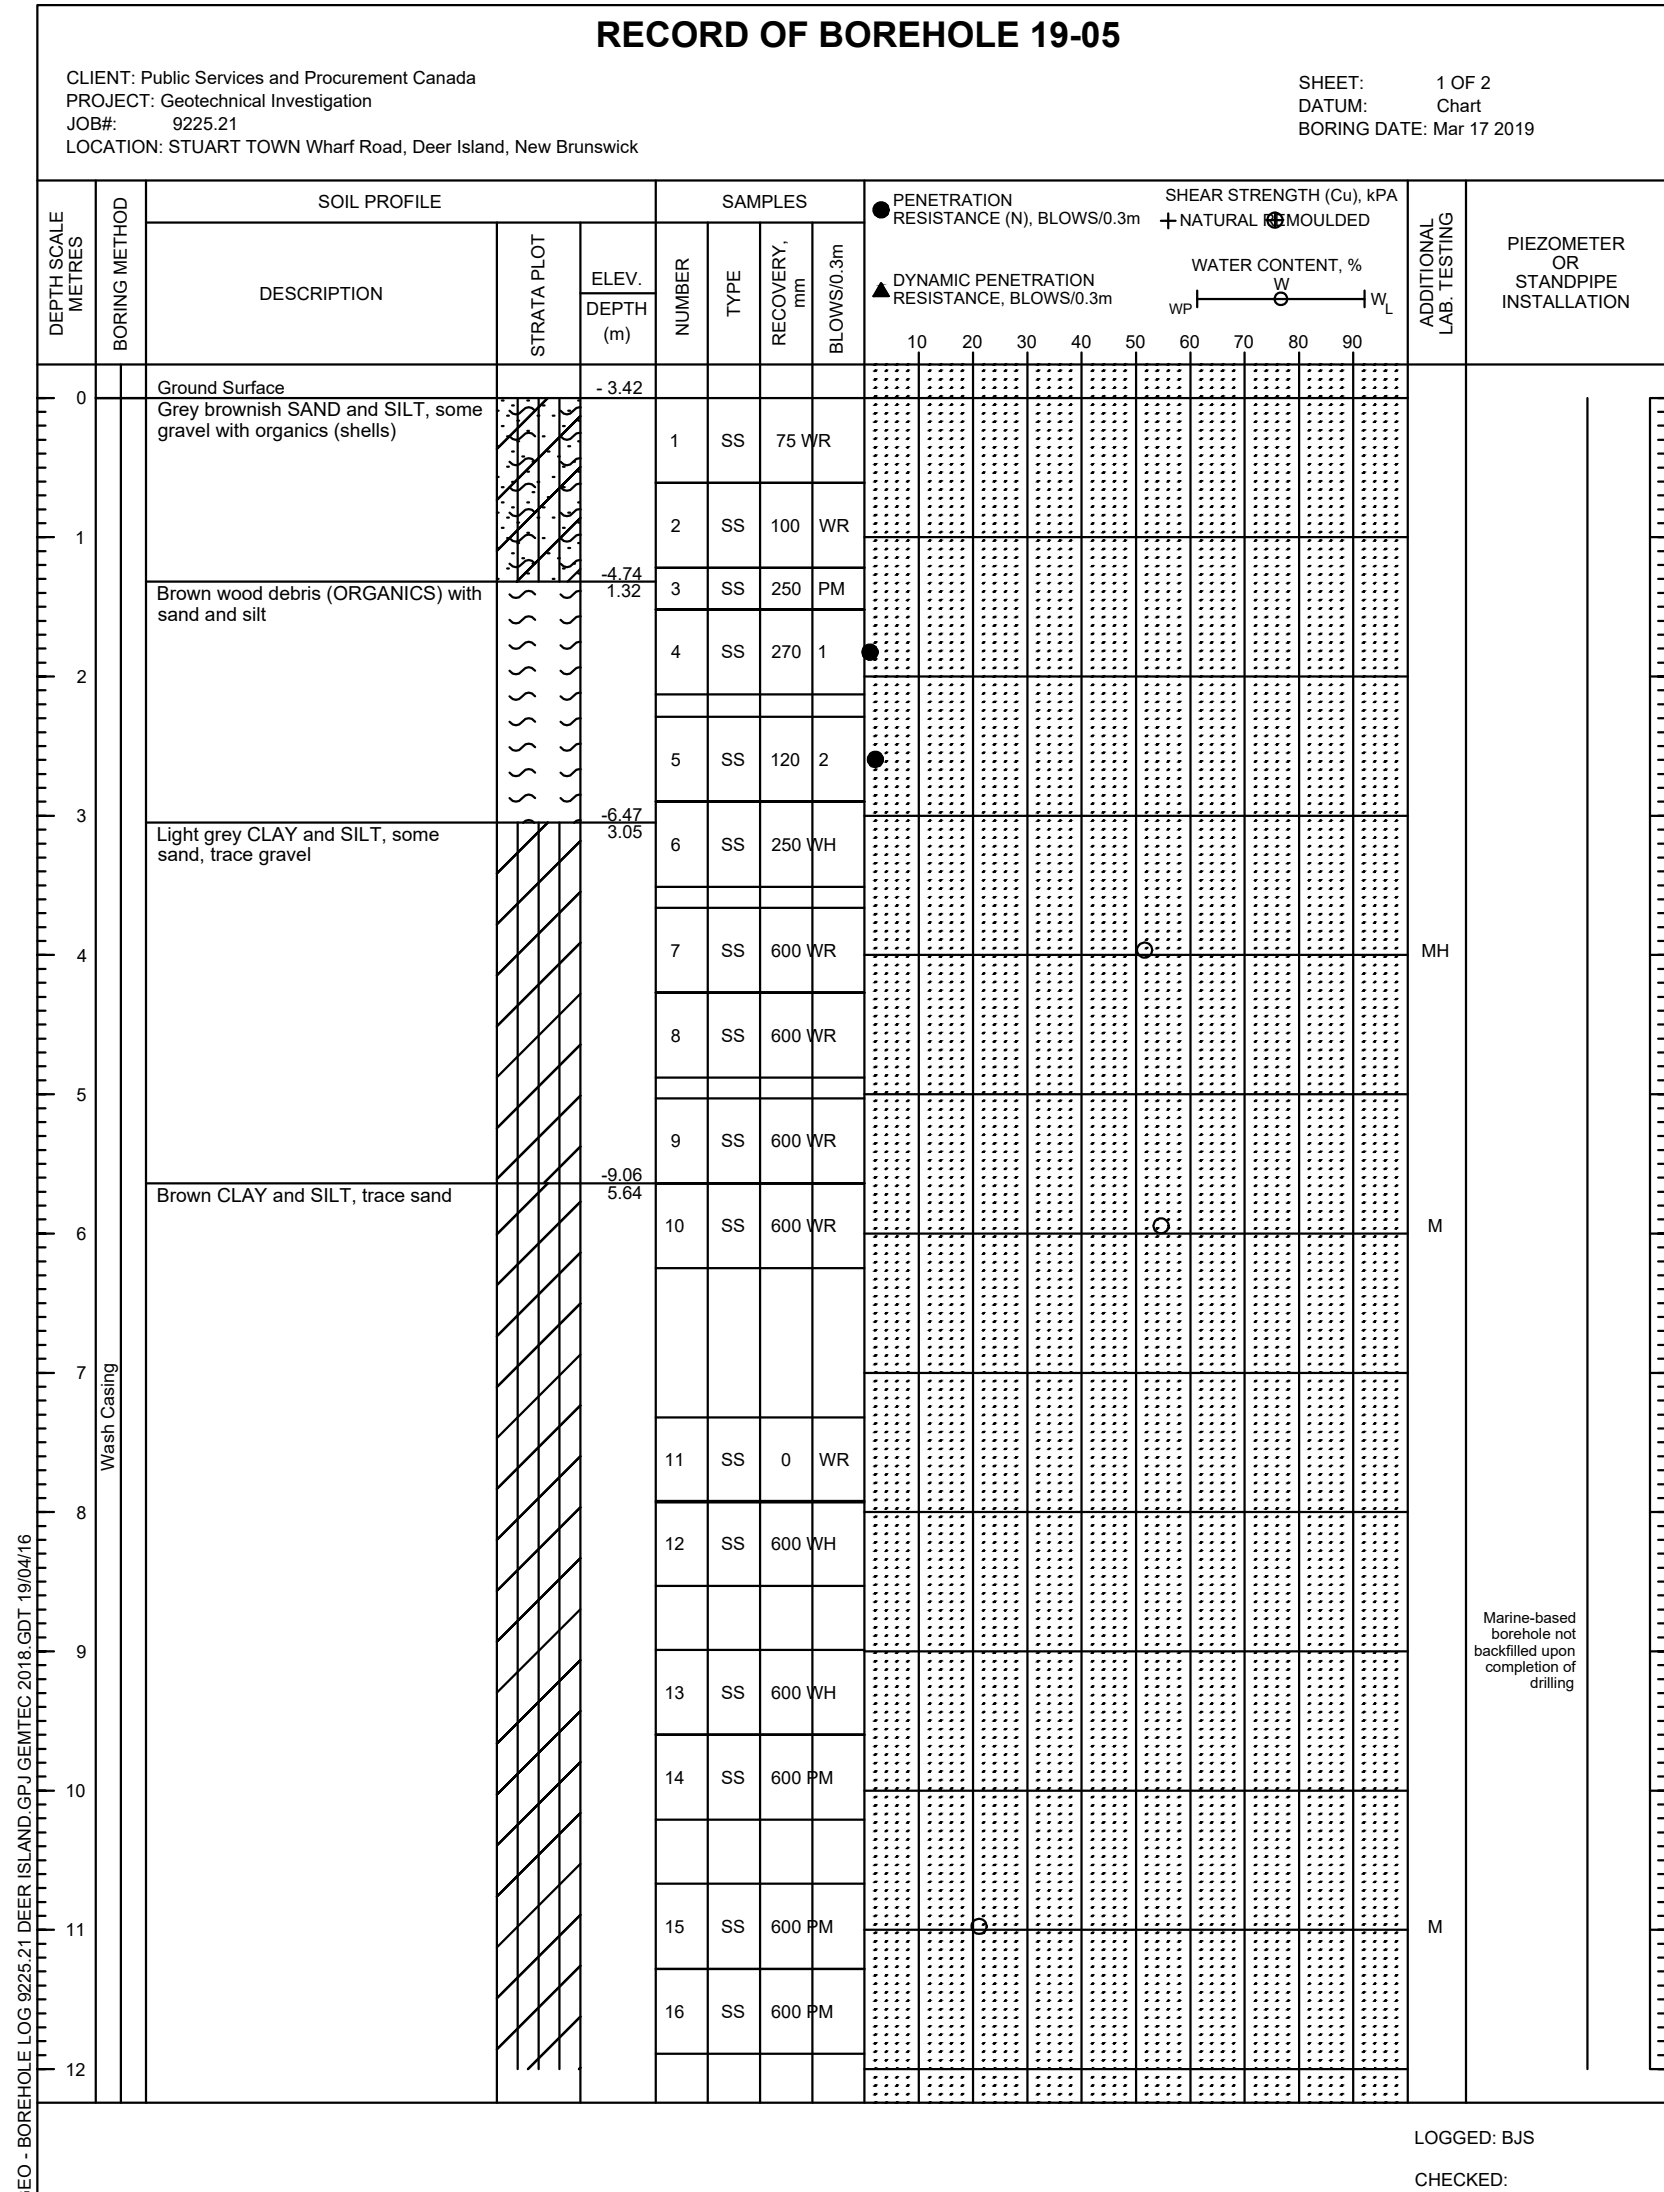 RECORD OF BOREHOLE 19-05
CLIENT: Public Services and Procurement Canada
PROJECT: Geotechnical Investigation
JOB#: 9225.21
LOCATION: STUART TOWN Wharf Road, Deer Island, New Brunswick
SHEET: 1 OF 2
DATUM: Chart
BORING DATE: Mar 17 2019
DEPTH SCALE
METRES
BORING METHOD
SOIL PROFILE
DESCRIPTION
STRATA PLOT
ELEV.
DEPTH
(m)
SAMPLES
NUMBER
TYPE
RECOVERY,
mm
BLOWS/0.3m
PENETRATION
RESISTANCE (N), BLOWS/0.3m
DYNAMIC PENETRATION
RESISTANCE, BLOWS/0.3m
SHEAR STRENGTH (Cu), kPA
+ NATURAL REMOULDED
WATER CONTENT, %
W
WP
WL
10 20 30 40 50 60 70 80 90
ADDITIONAL
LAB. TESTING
PIEZOMETER
OR
STANDPIPE
INSTALLATION
Ground Surface - 3.42
0
Grey brownish SAND and SILT, some
gravel with organics (shells)
1 SS 75 WR
2 SS 100 WR
1
-4.74
1.32
Brown wood debris (ORGANICS) with
sand and silt
3 SS 250 PM
4 SS 270 1
2
5 SS 120 2
3
-6.47
3.05
Light grey CLAY and SILT, some
sand, trace gravel
6 SS 250 WH
7 SS 600 WR MH
4
8 SS 600 WR
5
9 SS 600 WR
-9.06
5.64
Brown CLAY and SILT, trace sand
10 SS 600 WR M
6
7
Wash Casing
11 SS 0 WR
8
12 SS 600 WH
Marine-based
borehole not
backfilled upon
completion of
drilling
9
13 SS 600 WH
14 SS 600 PM
10
15 SS 600 PM M
11
16 SS 600 PM
12
LOGGED: BJS
CHECKED:
EO - BOREHOLE LOG 9225.21 DEER ISLAND.GPJ GEMTEC 2018.GDT 19/04/16